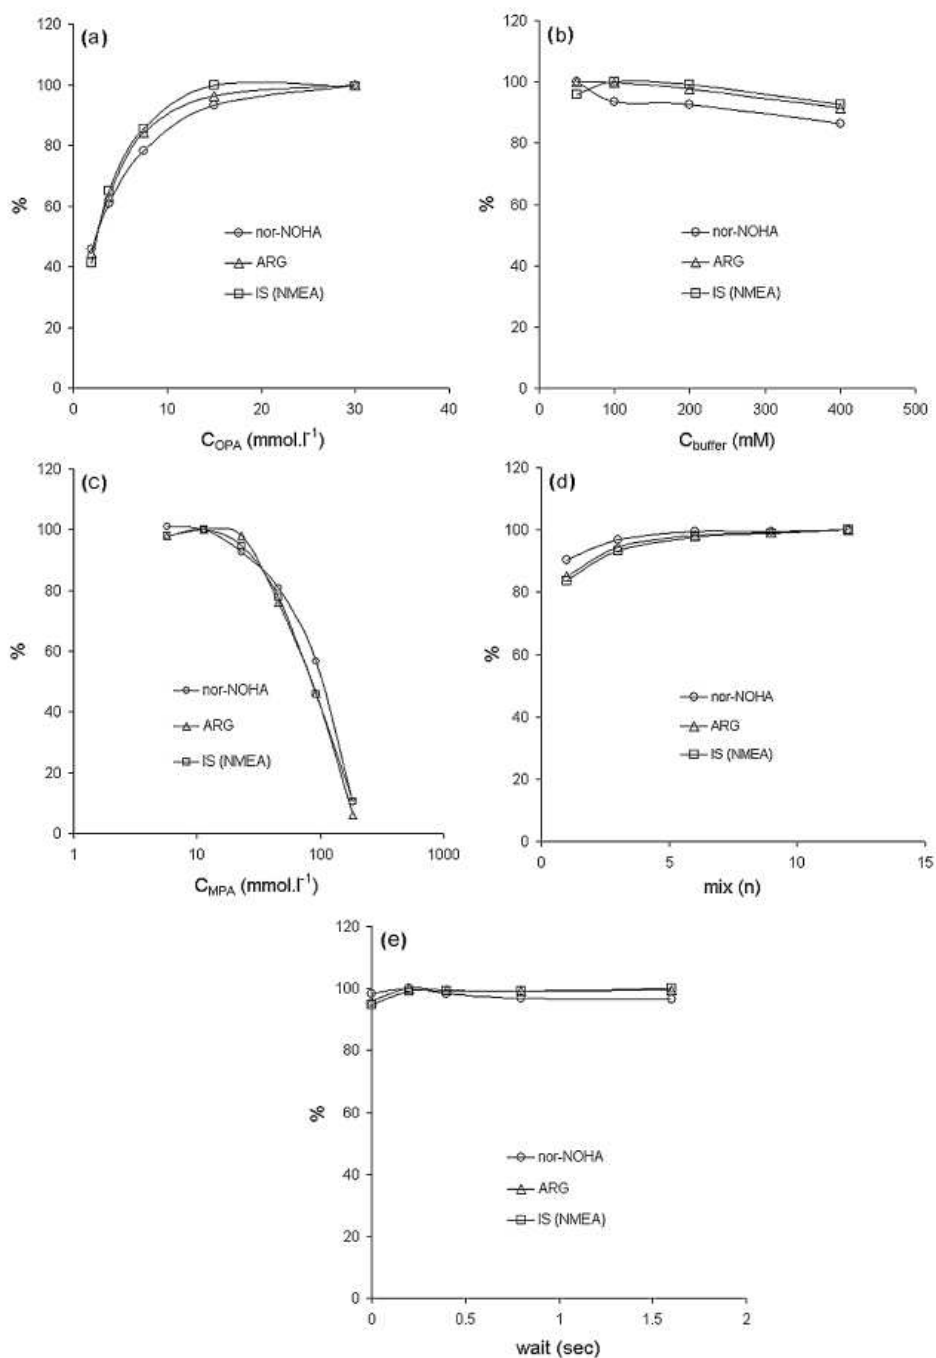 (a)
120
100
80
60
40
20
0
%
nor-NOHA
ARG
IS (NMEA)
0 10 20 30 40
C_OPA (mmol.l⁻¹)
(b)
120
100
80
60
40
20
0
%
nor-NOHA
ARG
IS (NMEA)
0 100 200 300 400 500
C_buffer (mM)
(c)
120
100
80
60
40
20
0
%
nor-NOHA
ARG
IS (NMEA)
1 10 100 1000
C_MPA (mmol.l⁻¹)
(d)
120
100
80
60
40
20
0
%
nor-NOHA
ARG
IS (NMEA)
0 5 10 15
mix (n)
(e)
120
100
80
60
40
20
0
%
nor-NOHA
ARG
IS (NMEA)
0 0.5 1 1.5 2
wait (sec)